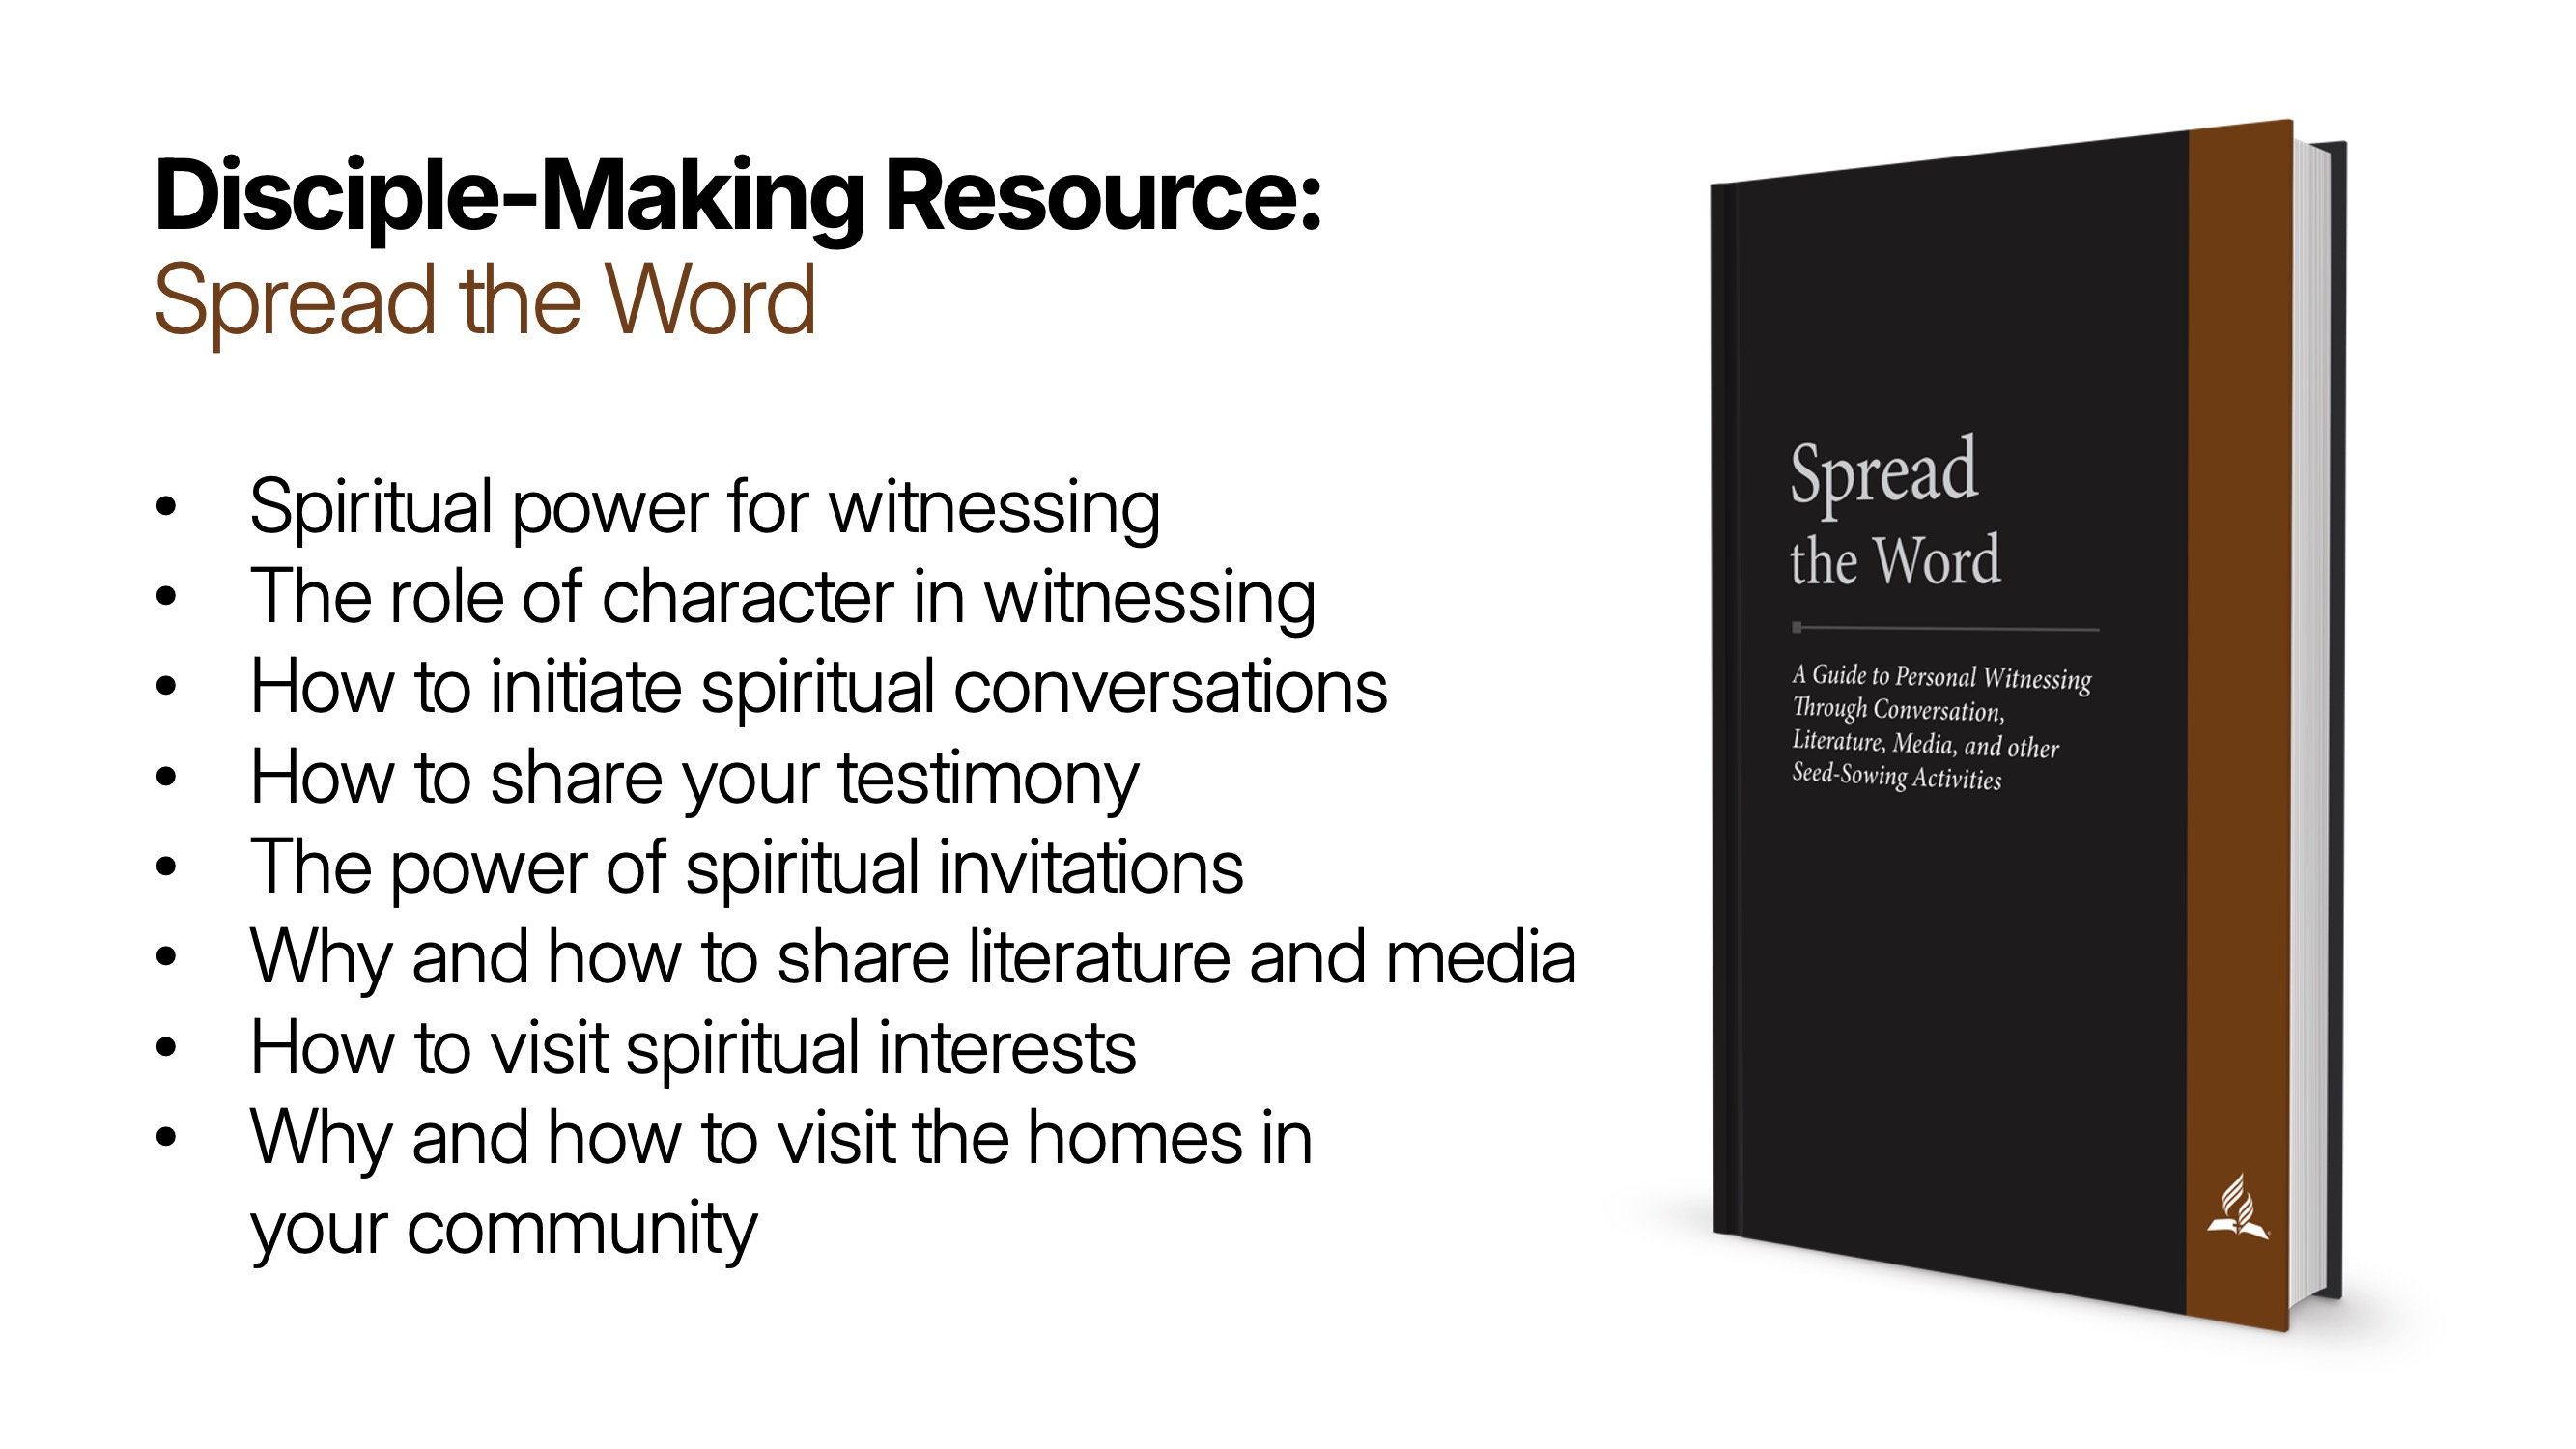 Disciple-Making Resource:
Spread the Word
• Spiritual power for witnessing
• The role of character in witnessing
• How to initiate spiritual conversations
• How to share your testimony
• The power of spiritual invitations
• Why and how to share literature and media
• How to visit spiritual interests
• Why and how to visit the homes in
your community
Spread
the Word
A Guide to Personal Witnessing
Through Conversation,
Literature, Media, and other
Seed-Sowing Activities